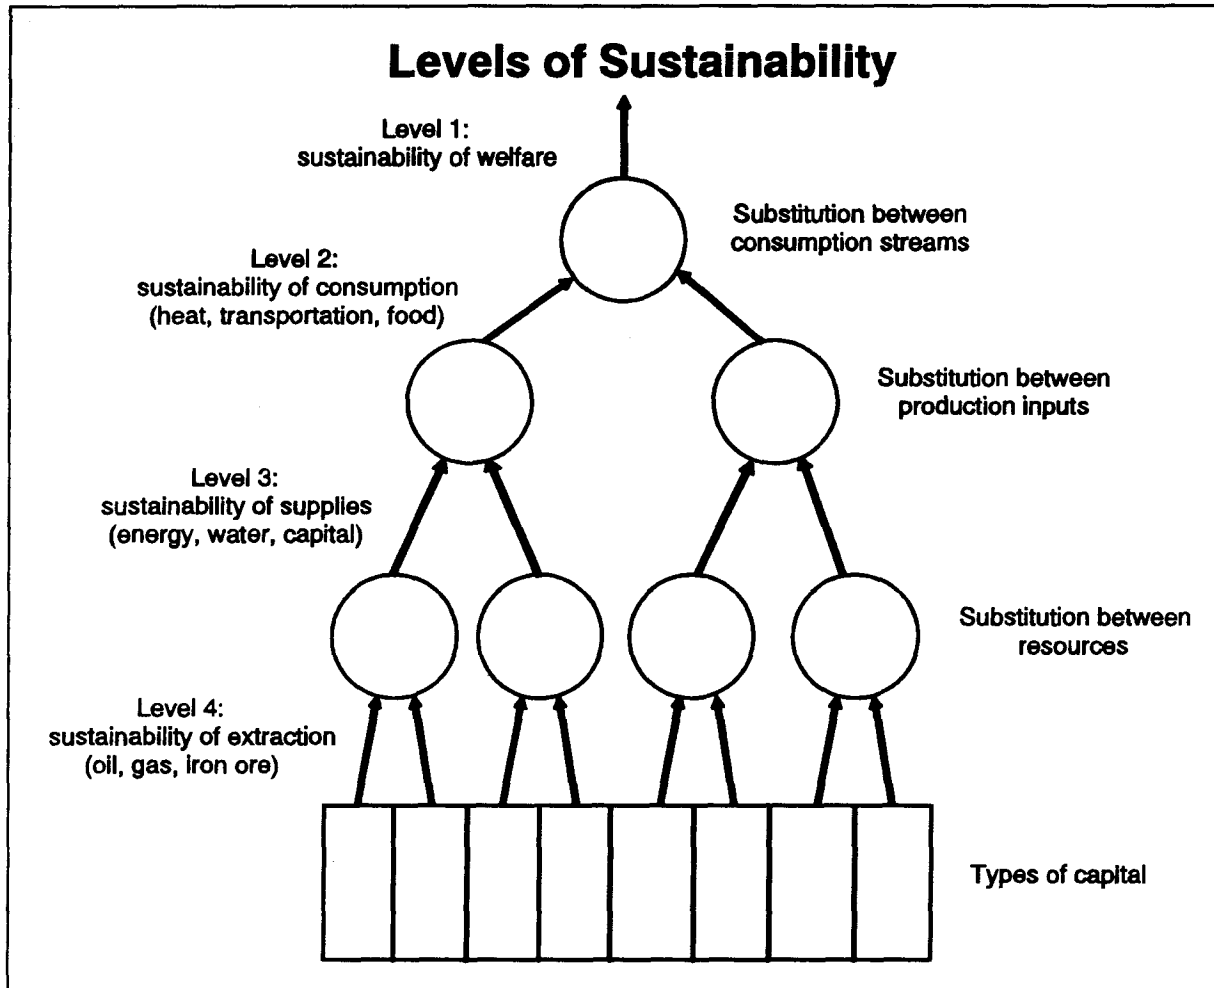 Levels of Sustainability
Level 1:
sustainability of welfare
Substitution between
consumption streams
Level 2:
sustainability of consumption
(heat, transportation, food)
Substitution between
production inputs
Level 3:
sustainability of supplies
(energy, water, capital)
Substitution between
resources
Level 4:
sustainability of extraction
(oil, gas, iron ore)
Types of capital